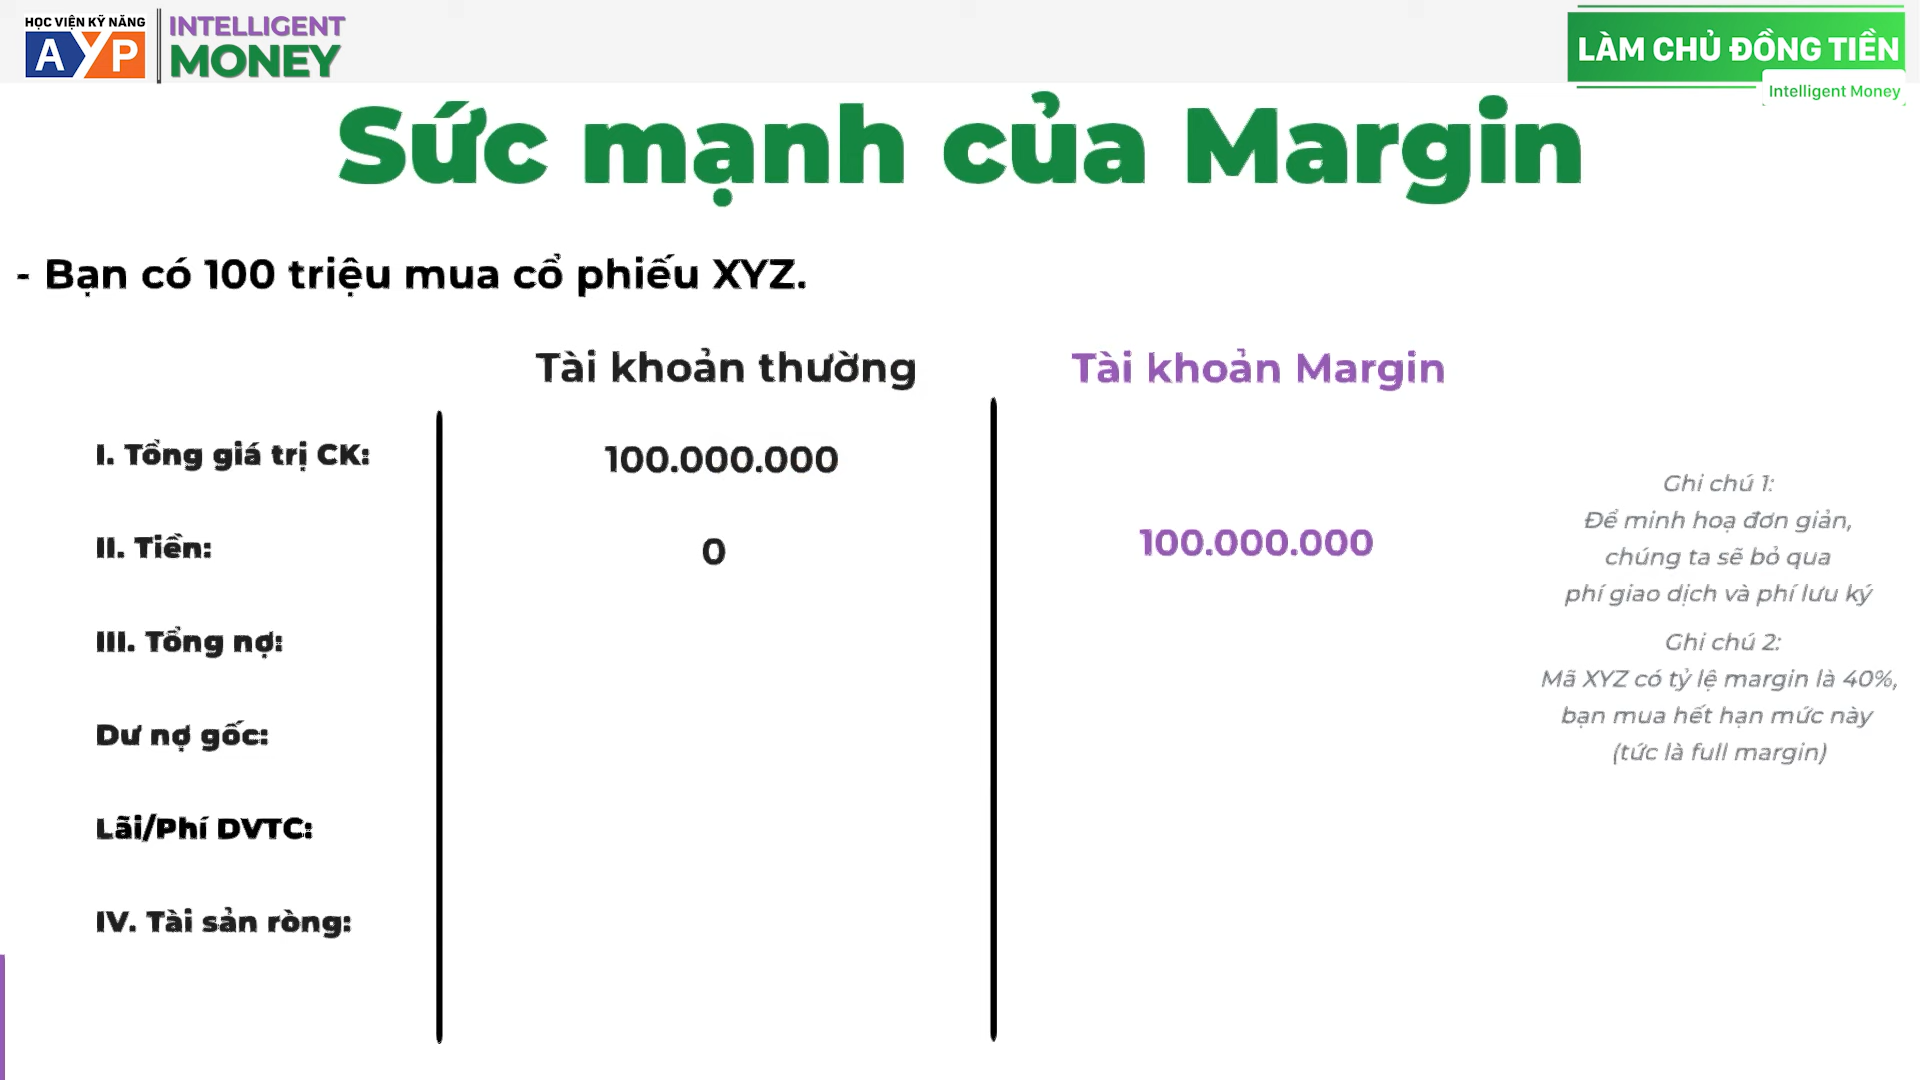 HỌC VIỆN KỸ NĂNG
AYP
INTELLIGENT
MONEY
LÀM CHỦ ĐỒNG TIỀN
Intelligent Money
Sức mạnh của Margin
- Bạn có 100 triệu mua cổ phiếu XYZ.
Tài khoản thường
Tài khoản Margin
I. Tổng giá trị CK:
100.000.000
II. Tiền:
0
100.000.000
III. Tổng nợ:
Dư nợ gốc:
Lãi/Phí DVTC:
IV. Tài sản ròng:
Ghi chú 1:
Để minh hoạ đơn giản,
chúng ta sẽ bỏ qua
phí giao dịch và phí lưu ký
Ghi chú 2:
Mã XYZ có tỷ lệ margin là 40%,
bạn mua hết hạn mức này
(tức là full margin)